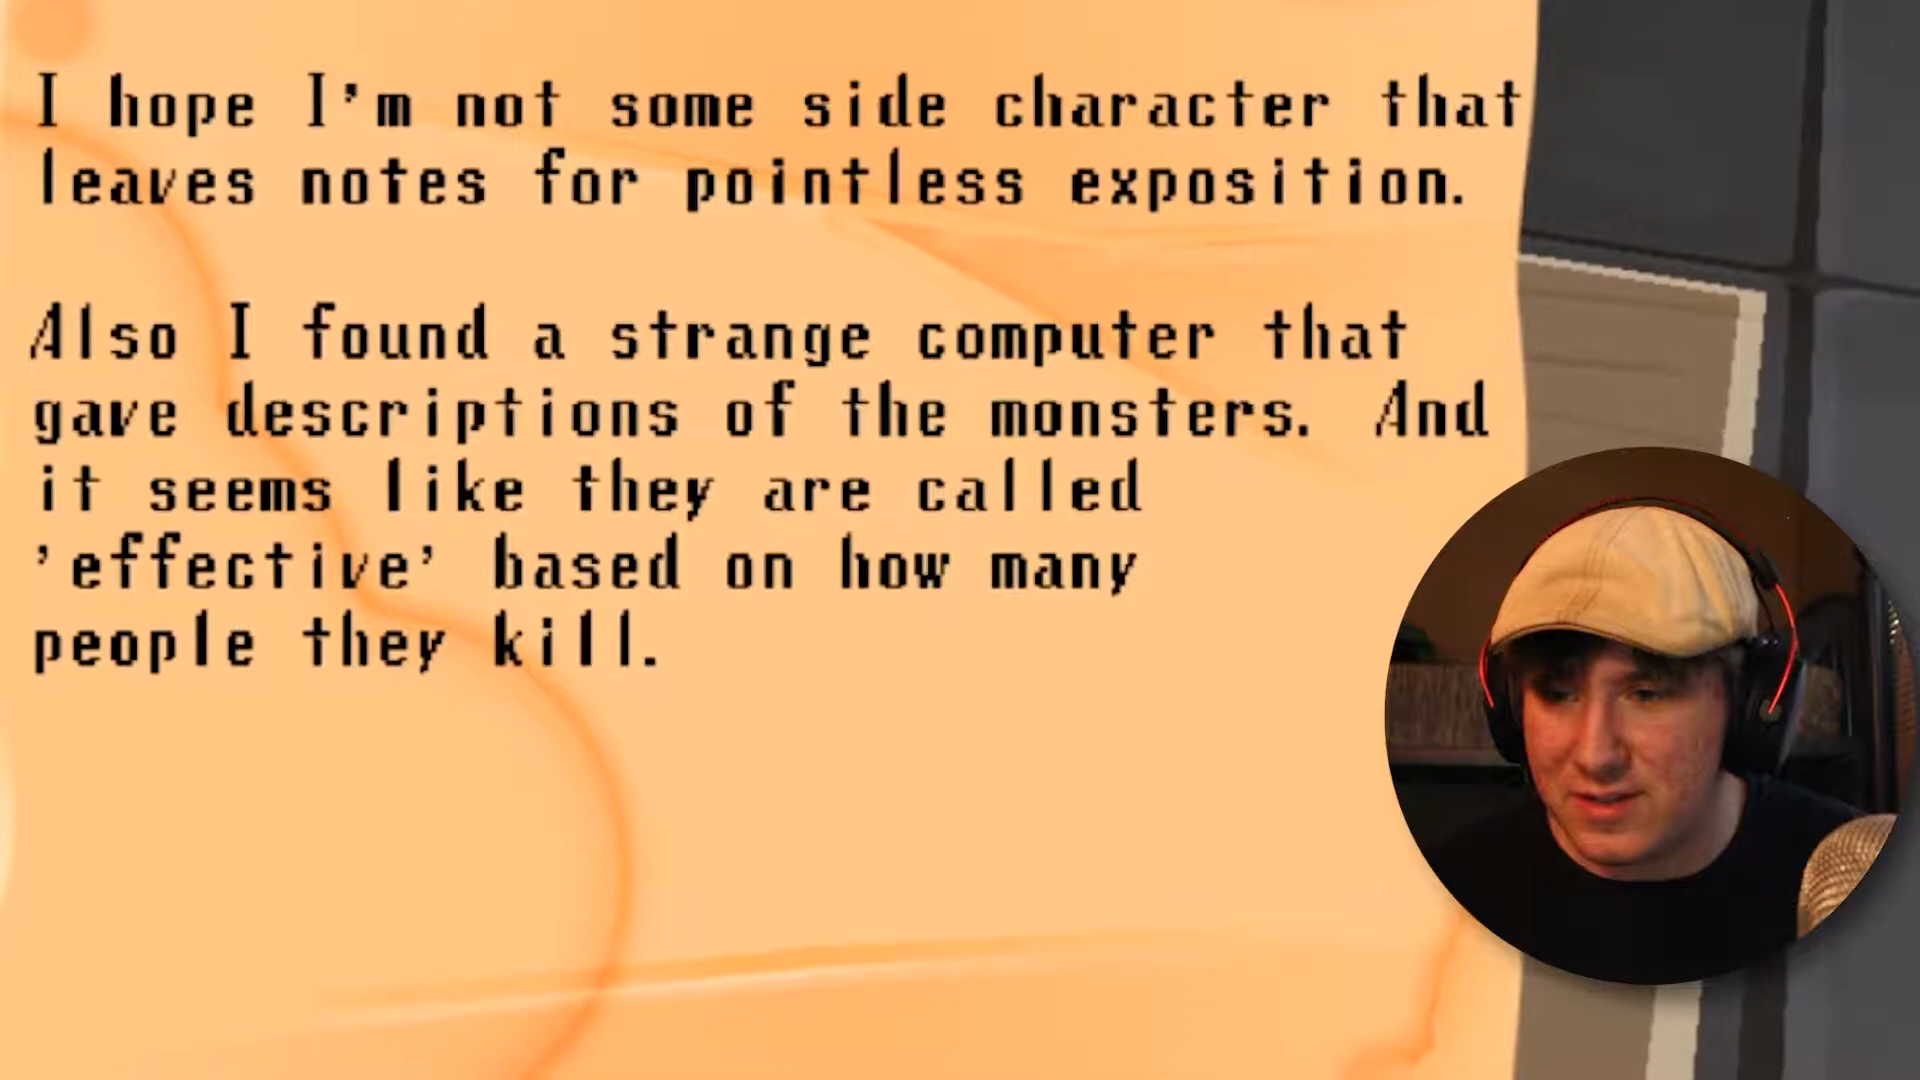 I hope I'm not some side character that
leaves notes for pointless exposition.
Also I found a strange computer that
gave descriptions of the monsters. And
it seems like they are called
'effective' based on how many
people they kill.